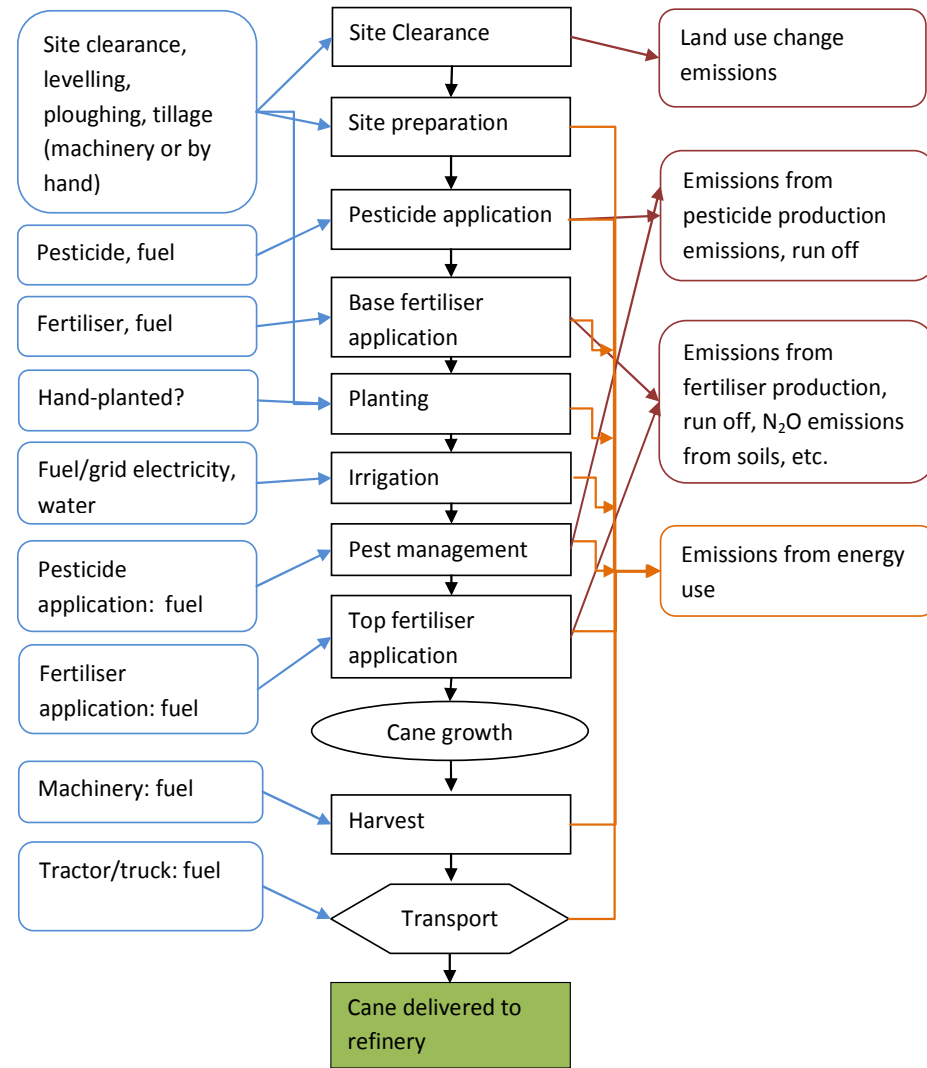 Site clearance,
levelling,
ploughing, tillage
(machinery or by
hand)
Pesticide, fuel
Fertiliser, fuel
Hand-planted?
Fuel/grid electricity,
water
Pesticide
application:  fuel
Fertiliser
application: fuel
Machinery: fuel
Tractor/truck: fuel
Site Clearance
Site preparation
Pesticide application
Base fertiliser
application
Planting
Irrigation
Pest management
Top fertiliser
application
Cane growth
Harvest
Transport
Cane delivered to
refinery
Land use change
emissions
Emissions from
pesticide production
emissions, run off
Emissions from
fertiliser production,
run off, N₂O emissions
from soils, etc.
Emissions from energy
use